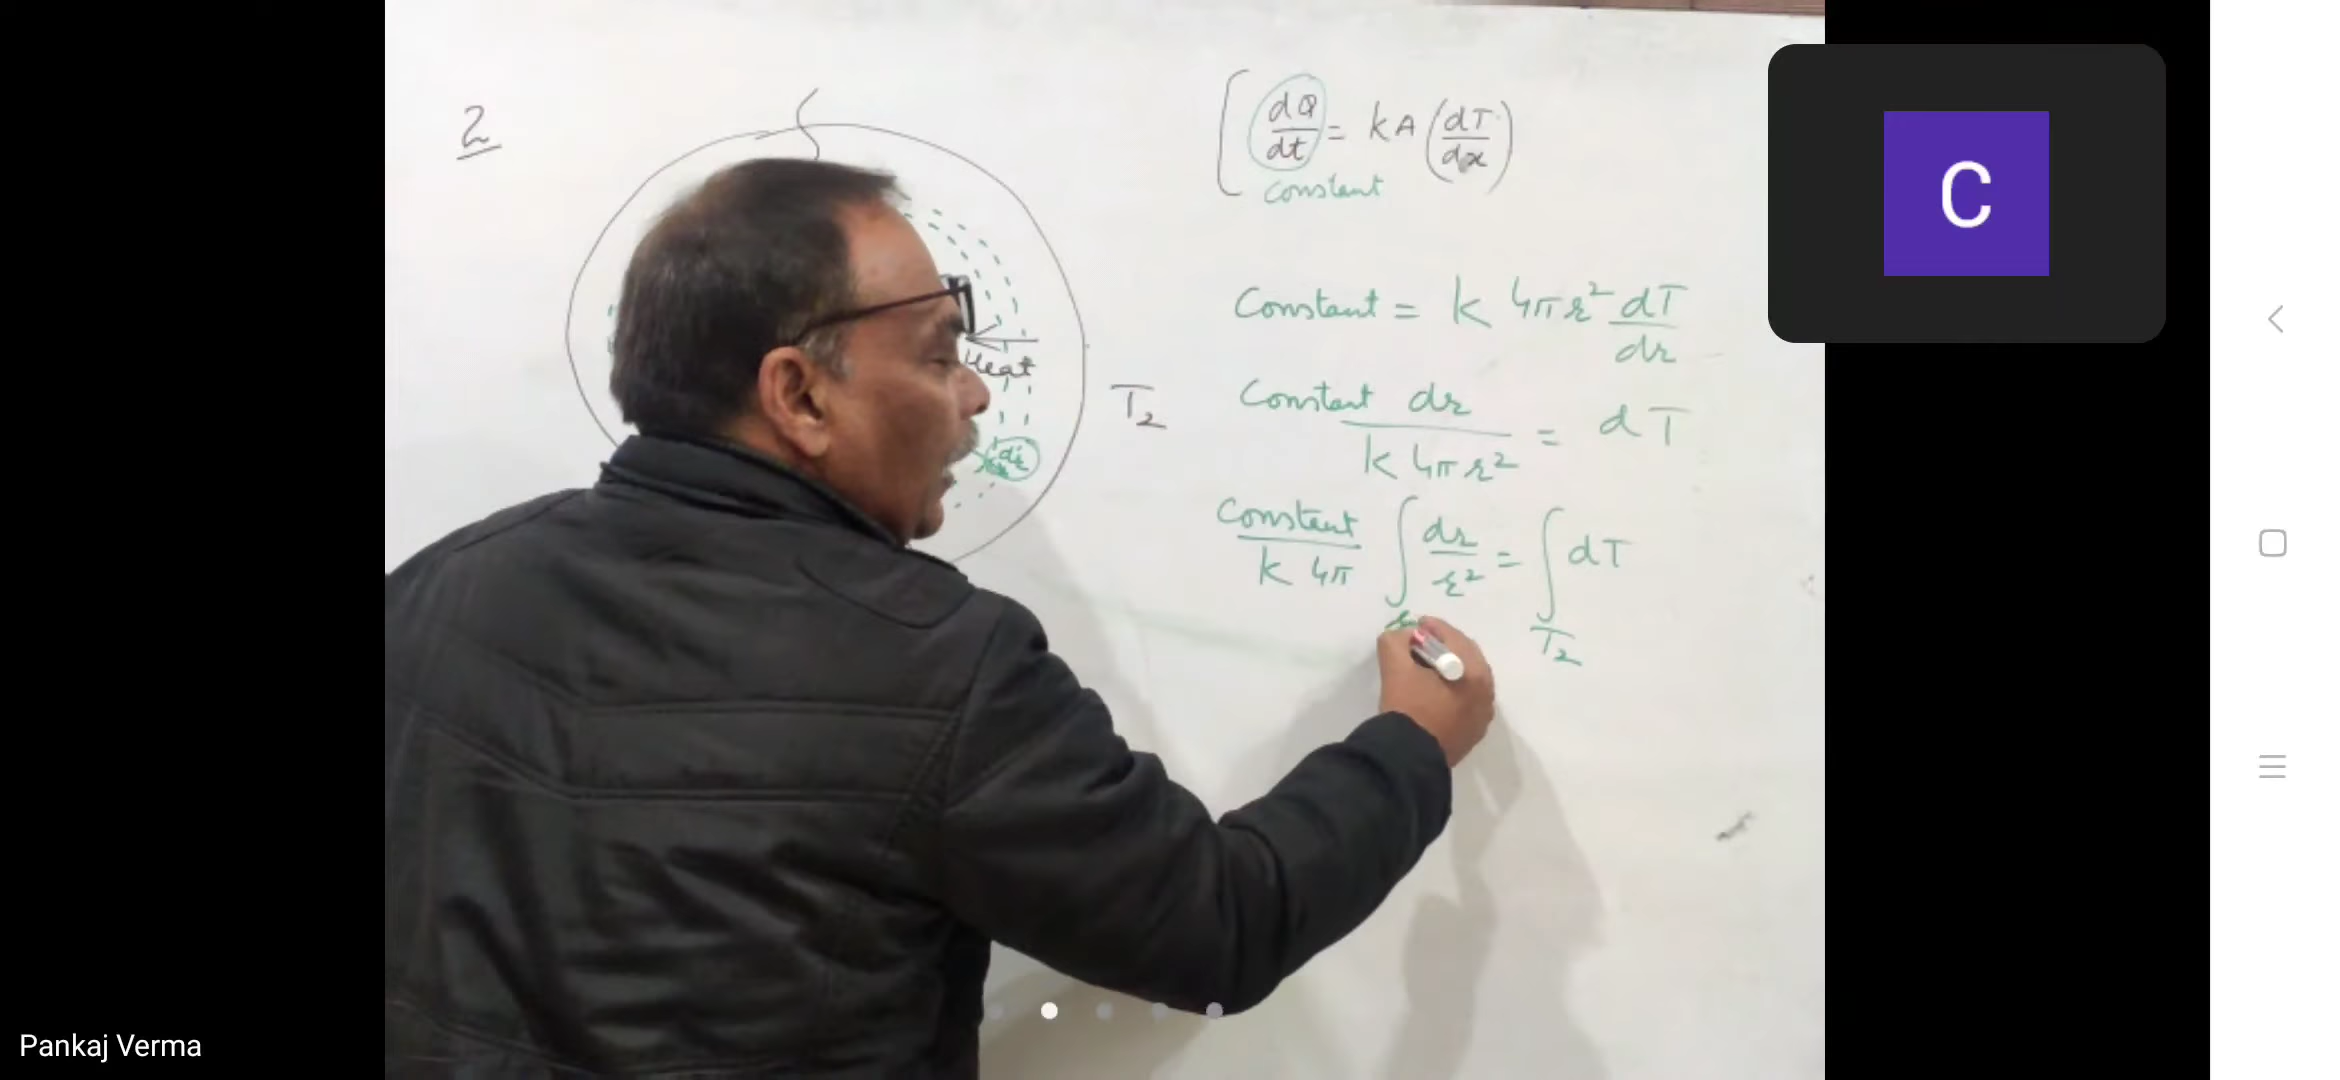 2
dQ/dt = kA (dT/dx)
Constant
Constant = k 4πr² dT/dr
Heat
T₂
Constant dr / k 4πr² = dT
dr
Constant / k 4π ∫ dr/r² = ∫ dT
T₂
C
Pankaj Verma